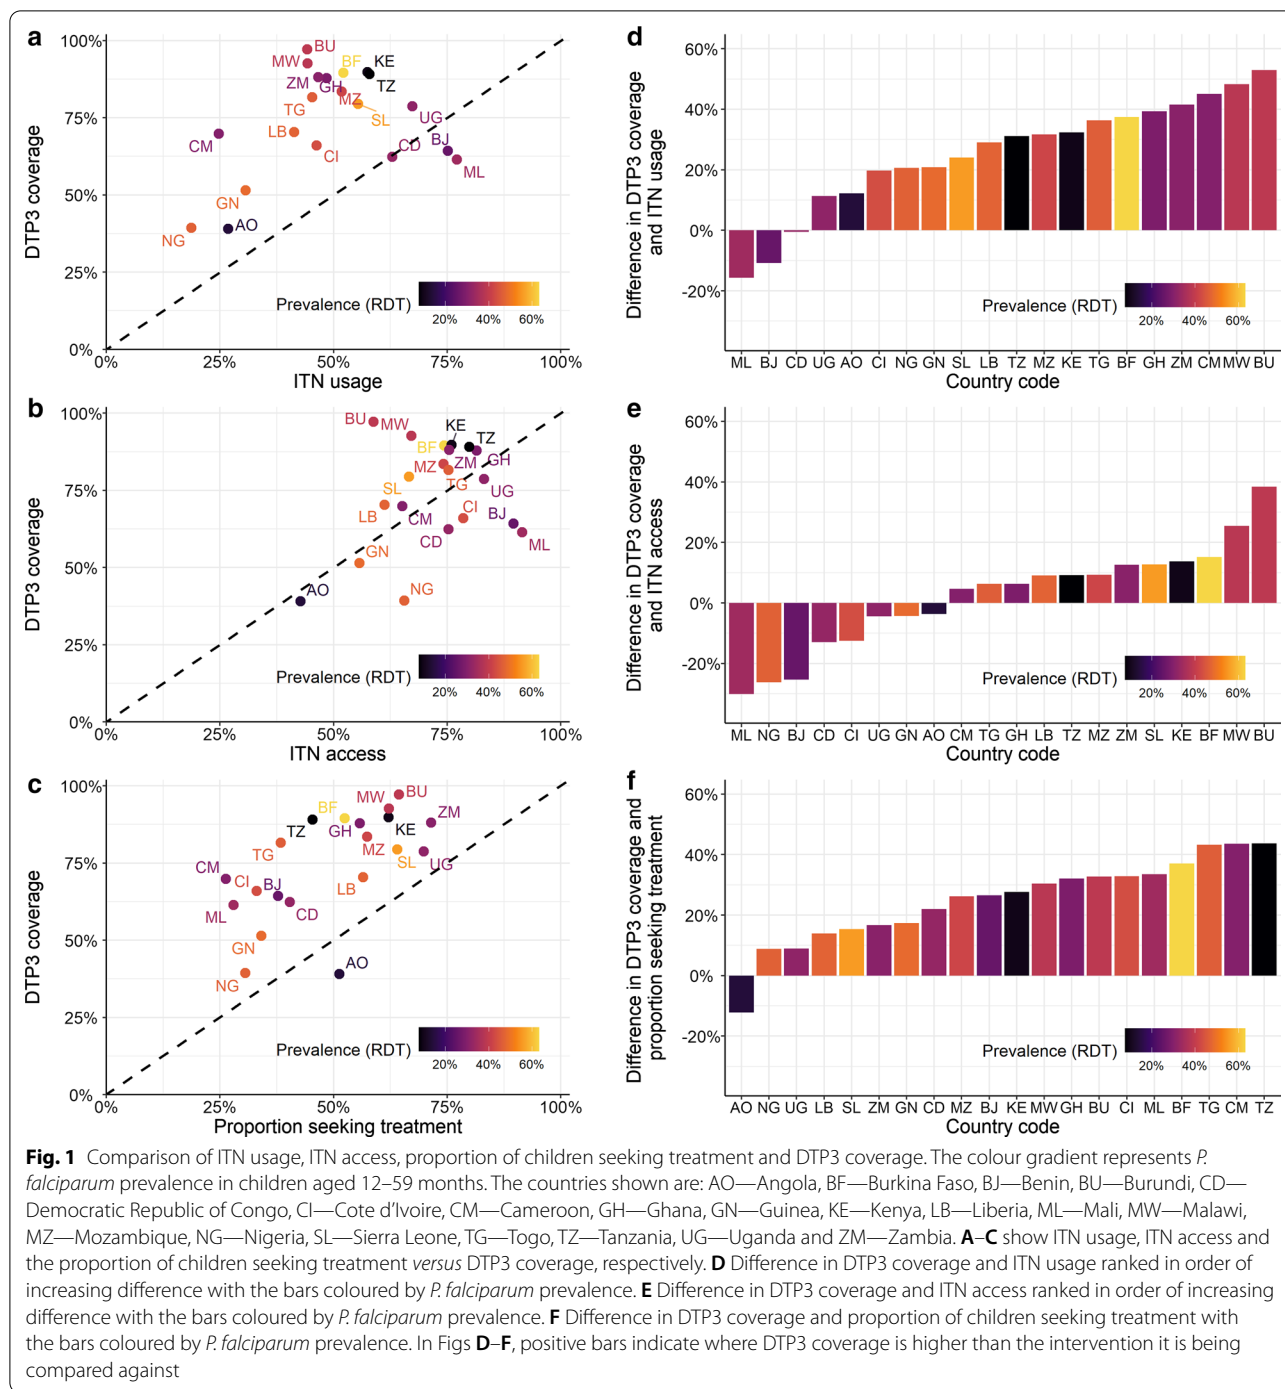 a
100%
75%
50%
25%
0%
DTP3 coverage
BU
MW
BF
KE
ZM
GH
TZ
TG
MZ
SL
UG
LB
CM
CI
CD
BJ
ML
GN
NG
AO
Prevalence (RDT)
20% 40% 60%
0% 25% 50% 75% 100%
ITN usage
d
60%
40%
20%
0%
-20%
Difference in DTP3 coverage
and ITN usage
Prevalence (RDT)
20% 40% 60%
ML BJ CD UG AO CI NG GN SL LB TZ MZ KE TG BF GH ZM CM MW BU
Country code
b
100%
75%
50%
25%
0%
DTP3 coverage
BU
MW
KE
TZ
BF
MZ
ZM
GH
SL
TG
UG
LB
CM
CI
BJ
CD
ML
GN
AO
NG
Prevalence (RDT)
20% 40% 60%
0% 25% 50% 75% 100%
ITN access
e
60%
40%
20%
0%
-20%
Difference in DTP3 coverage
and ITN access
Prevalence (RDT)
20% 40% 60%
ML NG BJ CD CI UG GN AO CM TG GH LB TZ MZ ZM SL KE BF MW BU
Country code
c
100%
75%
50%
25%
0%
DTP3 coverage
MW
BU
BF
ZM
TZ
GH
KE
TG
MZ
SL
UG
CM
CI
BJ
LB
ML
CD
GN
NG
AO
Prevalence (RDT)
20% 40% 60%
0% 25% 50% 75% 100%
Proportion seeking treatment
f
60%
40%
20%
0%
-20%
Difference in DTP3 coverage and
proportion seeking treatment
Prevalence (RDT)
20% 40% 60%
AO NG UG LB SL ZM GN CD MZ BJ KE MW GH BU CI ML BF TG CM TZ
Country code
Fig. 1 Comparison of ITN usage, ITN access, proportion of children seeking treatment and DTP3 coverage. The colour gradient represents P.
falciparum prevalence in children aged 12–59 months. The countries shown are: AO—Angola, BF—Burkina Faso, BJ—Benin, BU—Burundi, CD—
Democratic Republic of Congo, CI—Cote d'Ivoire, CM—Cameroon, GH—Ghana, GN—Guinea, KE—Kenya, LB—Liberia, ML—Mali, MW—Malawi,
MZ—Mozambique, NG—Nigeria, SL—Sierra Leone, TG—Togo, TZ—Tanzania, UG—Uganda and ZM—Zambia. A–C show ITN usage, ITN access and
the proportion of children seeking treatment versus DTP3 coverage, respectively. D Difference in DTP3 coverage and ITN usage ranked in order of
increasing difference with the bars coloured by P. falciparum prevalence. E Difference in DTP3 coverage and ITN access ranked in order of increasing
difference with the bars coloured by P. falciparum prevalence. F Difference in DTP3 coverage and proportion of children seeking treatment with
the bars coloured by P. falciparum prevalence. In Figs D–F, positive bars indicate where DTP3 coverage is higher than the intervention it is being
compared against